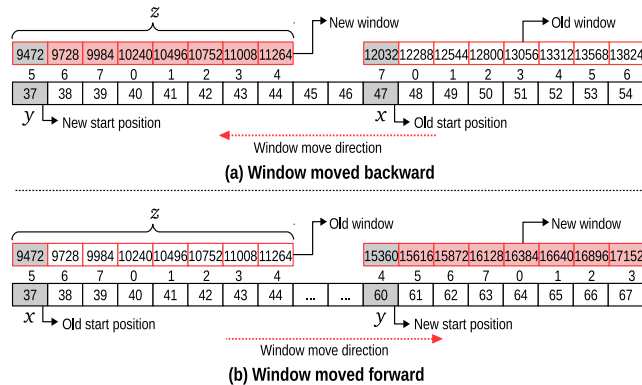 z
New window
Old window
9472 9728 9984 10240 10496 10752 11008 11264 12032 12288 12544 12800 13056 13312 13568 13824
5 6 7 0 1 2 3 4 7 0 1 2 3 4 5 6
37 38 39 40 41 42 43 44 45 46 47 48 49 50 51 52 53 54
y New start position x Old start position
Window move direction
(a) Window moved backward
z
Old window
New window
9472 9728 9984 10240 10496 10752 11008 11264 15360 15616 15872 16128 16384 16640 16896 17152
5 6 7 0 1 2 3 4 4 5 6 7 0 1 2 3
37 38 39 40 41 42 43 44 ... ... 60 61 62 63 64 65 66 67
x Old start position y New start position
Window move direction
(b) Window moved forward